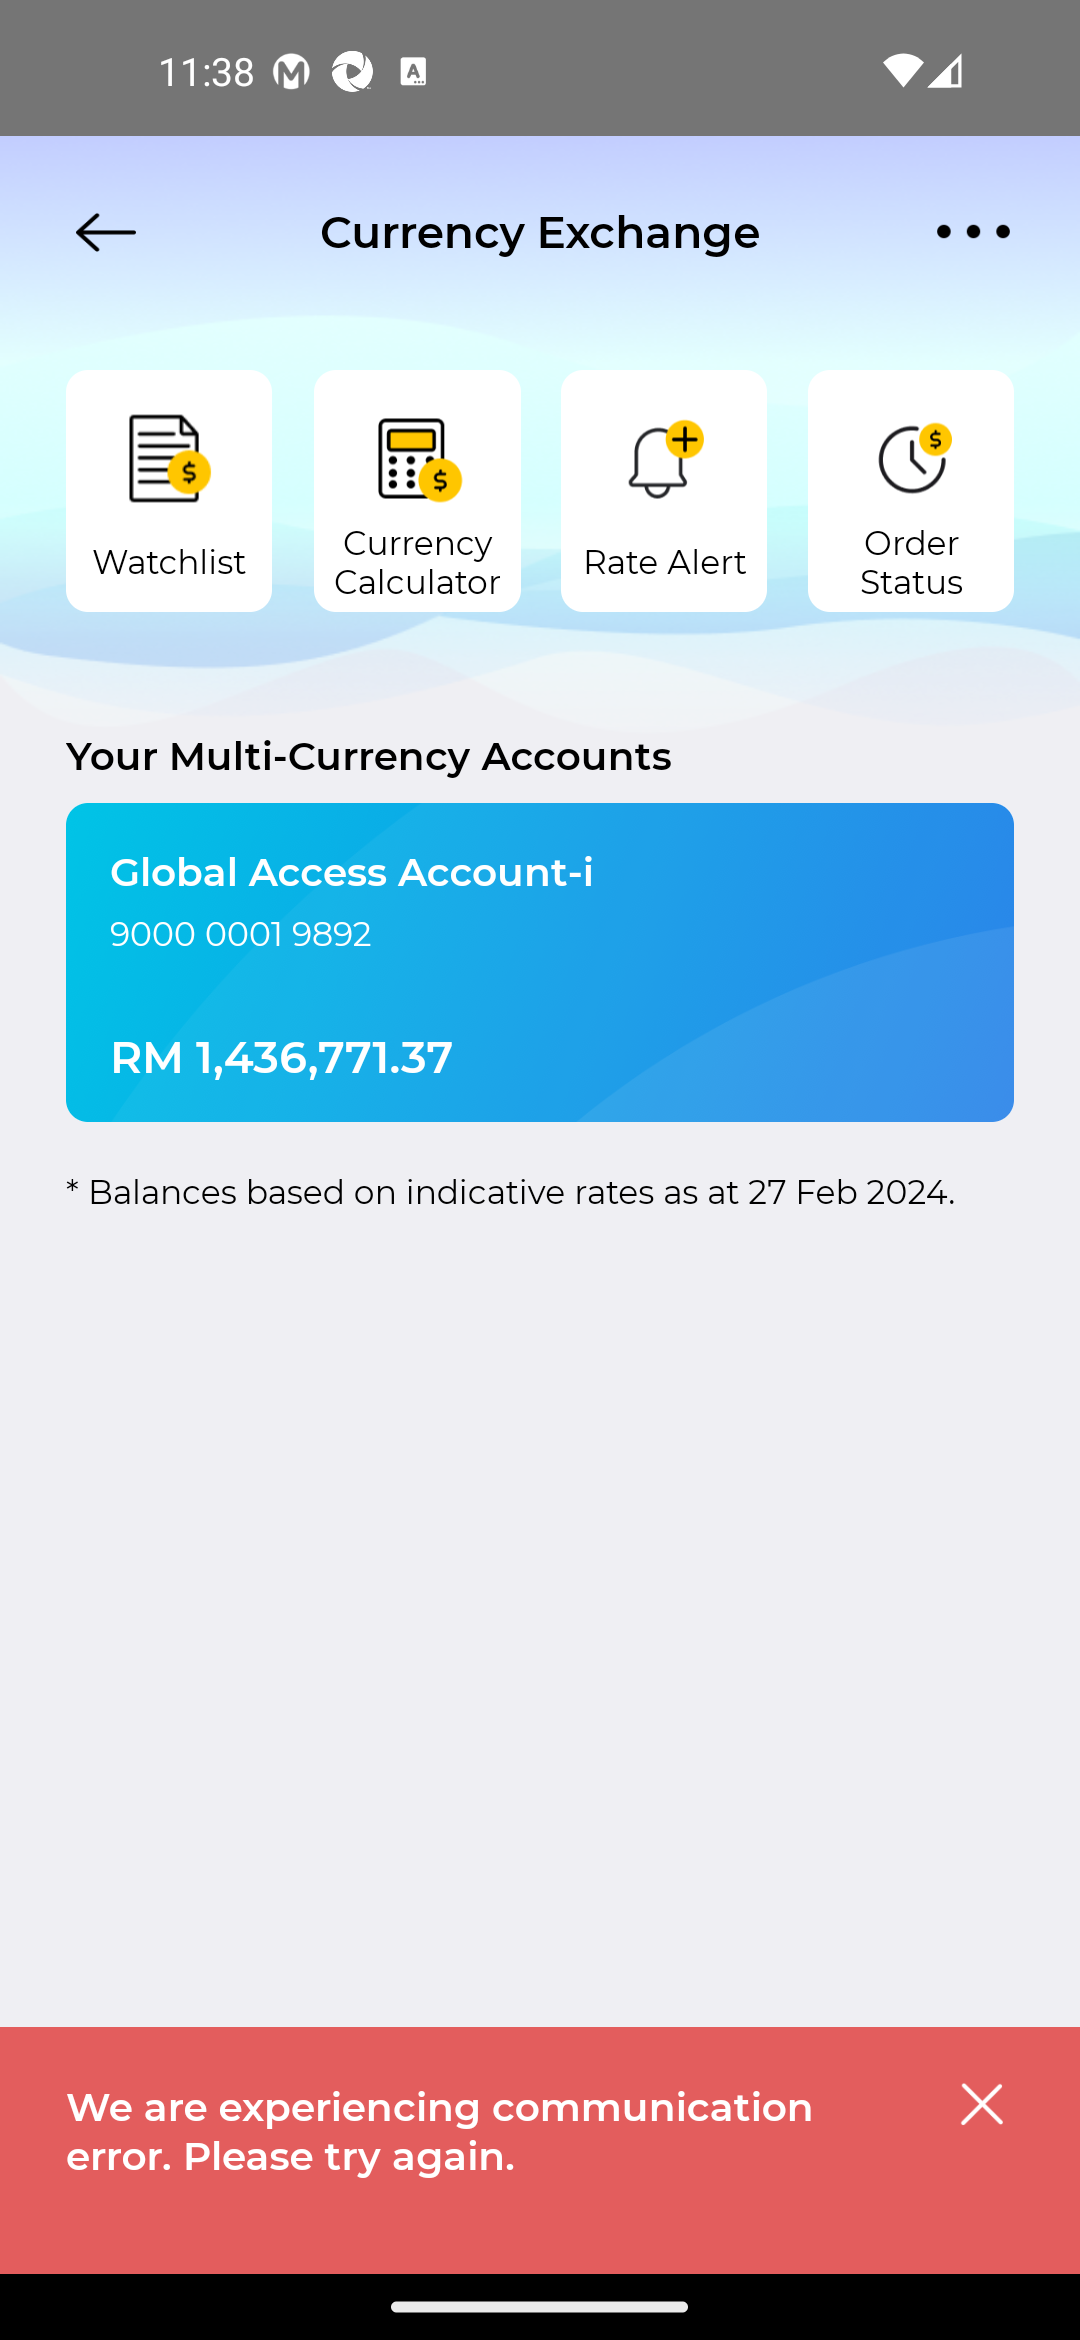 11:38
Currency Exchange
Watchlist
Currency
Calculator
Rate Alert
Order
Status
Your Multi-Currency Accounts
Global Access Account-i
9000 0001 9892
RM 1,436,771.37
* Balances based on indicative rates as at 27 Feb 2024.
We are experiencing communication
error. Please try again.